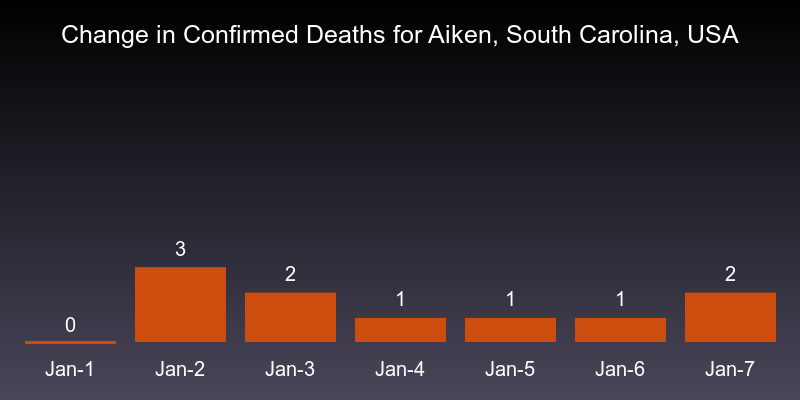 Change in Confirmed Deaths for Aiken, South Carolina, USA
0 3 2 1 1 1 2
Jan-1 Jan-2 Jan-3 Jan-4 Jan-5 Jan-6 Jan-7